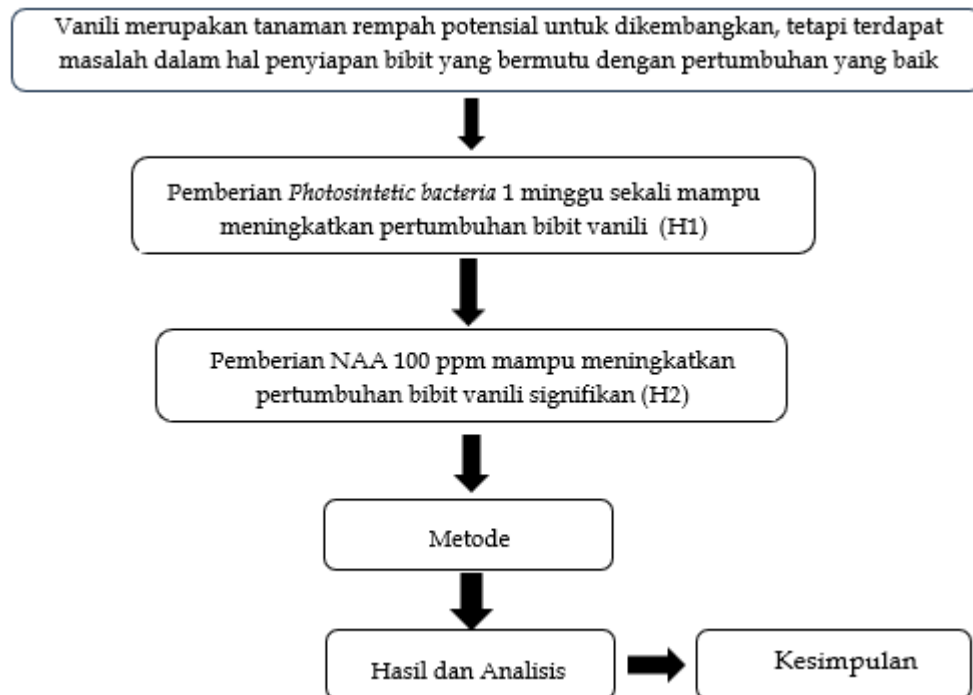 Vanili merupakan tanaman rempah potensial untuk dikembangkan, tetapi terdapat
masalah dalam hal penyiapan bibit yang bermutu dengan pertumbuhan yang baik
Pemberian Photosintetic bacteria 1 minggu sekali mampu
meningkatkan pertumbuhan bibit vanili (H1)
Pemberian NAA 100 ppm mampu meningkatkan
pertumbuhan bibit vanili signifikan (H2)
Metode
Hasil dan Analisis
Kesimpulan